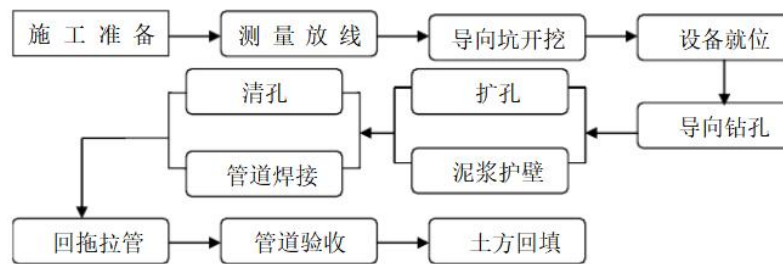 施工准备
测量放线
导向坑开挖
设备就位
导向钻孔
扩孔
泥浆护壁
清孔
管道焊接
回拖拉管
管道验收
土方回填